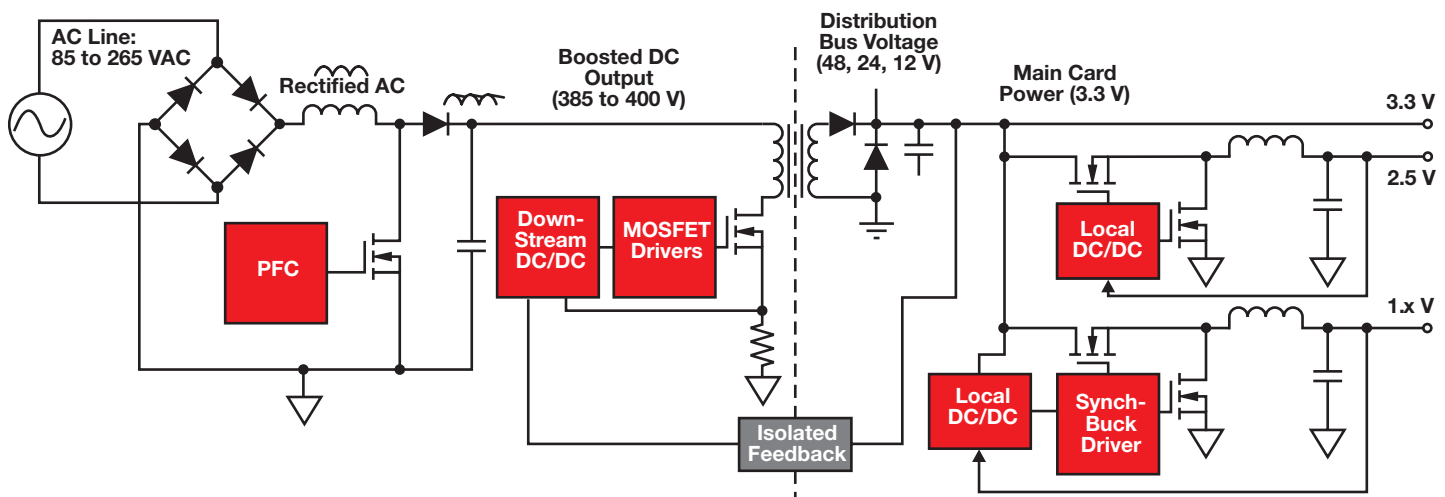 AC Line:
85 to 265 VAC
Rectified AC
Boosted DC
Output
(385 to 400 V)
Distribution
Bus Voltage
(48, 24, 12 V)
Main Card
Power (3.3 V)
3.3 V
2.5 V
1.x V
PFC
Down-
Stream
DC/DC
MOSFET
Drivers
Isolated
Feedback
Local
DC/DC
Local
DC/DC
Synch-
Buck
Driver